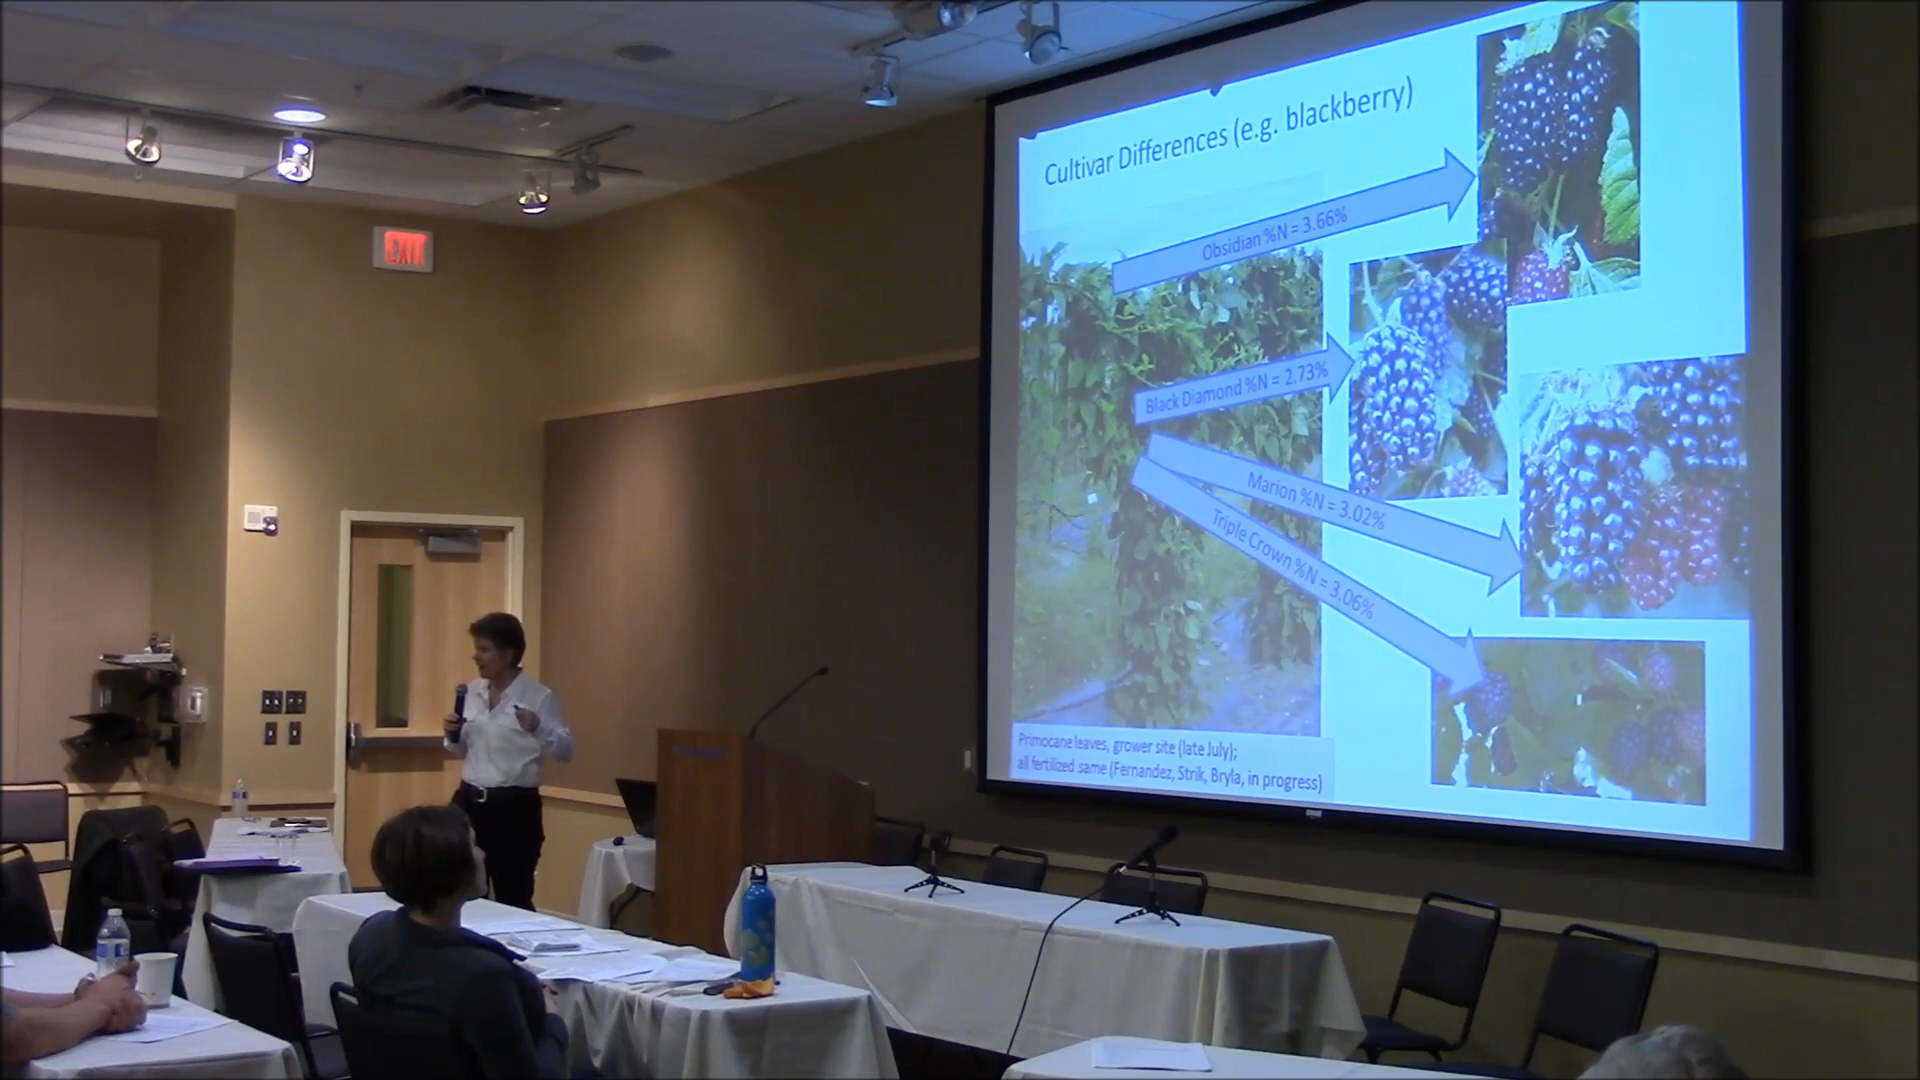 Cultivar Differences (e.g. blackberry)
Obsidian %N = 3.66%
Black Diamond %N = 2.73%
Marion %N = 3.02%
Triple Crown %N = 3.06%
Primocane leaves, grower site (late July);
all fertilized same (Fernandez, Strik, Bryla, in progress)
EXIT